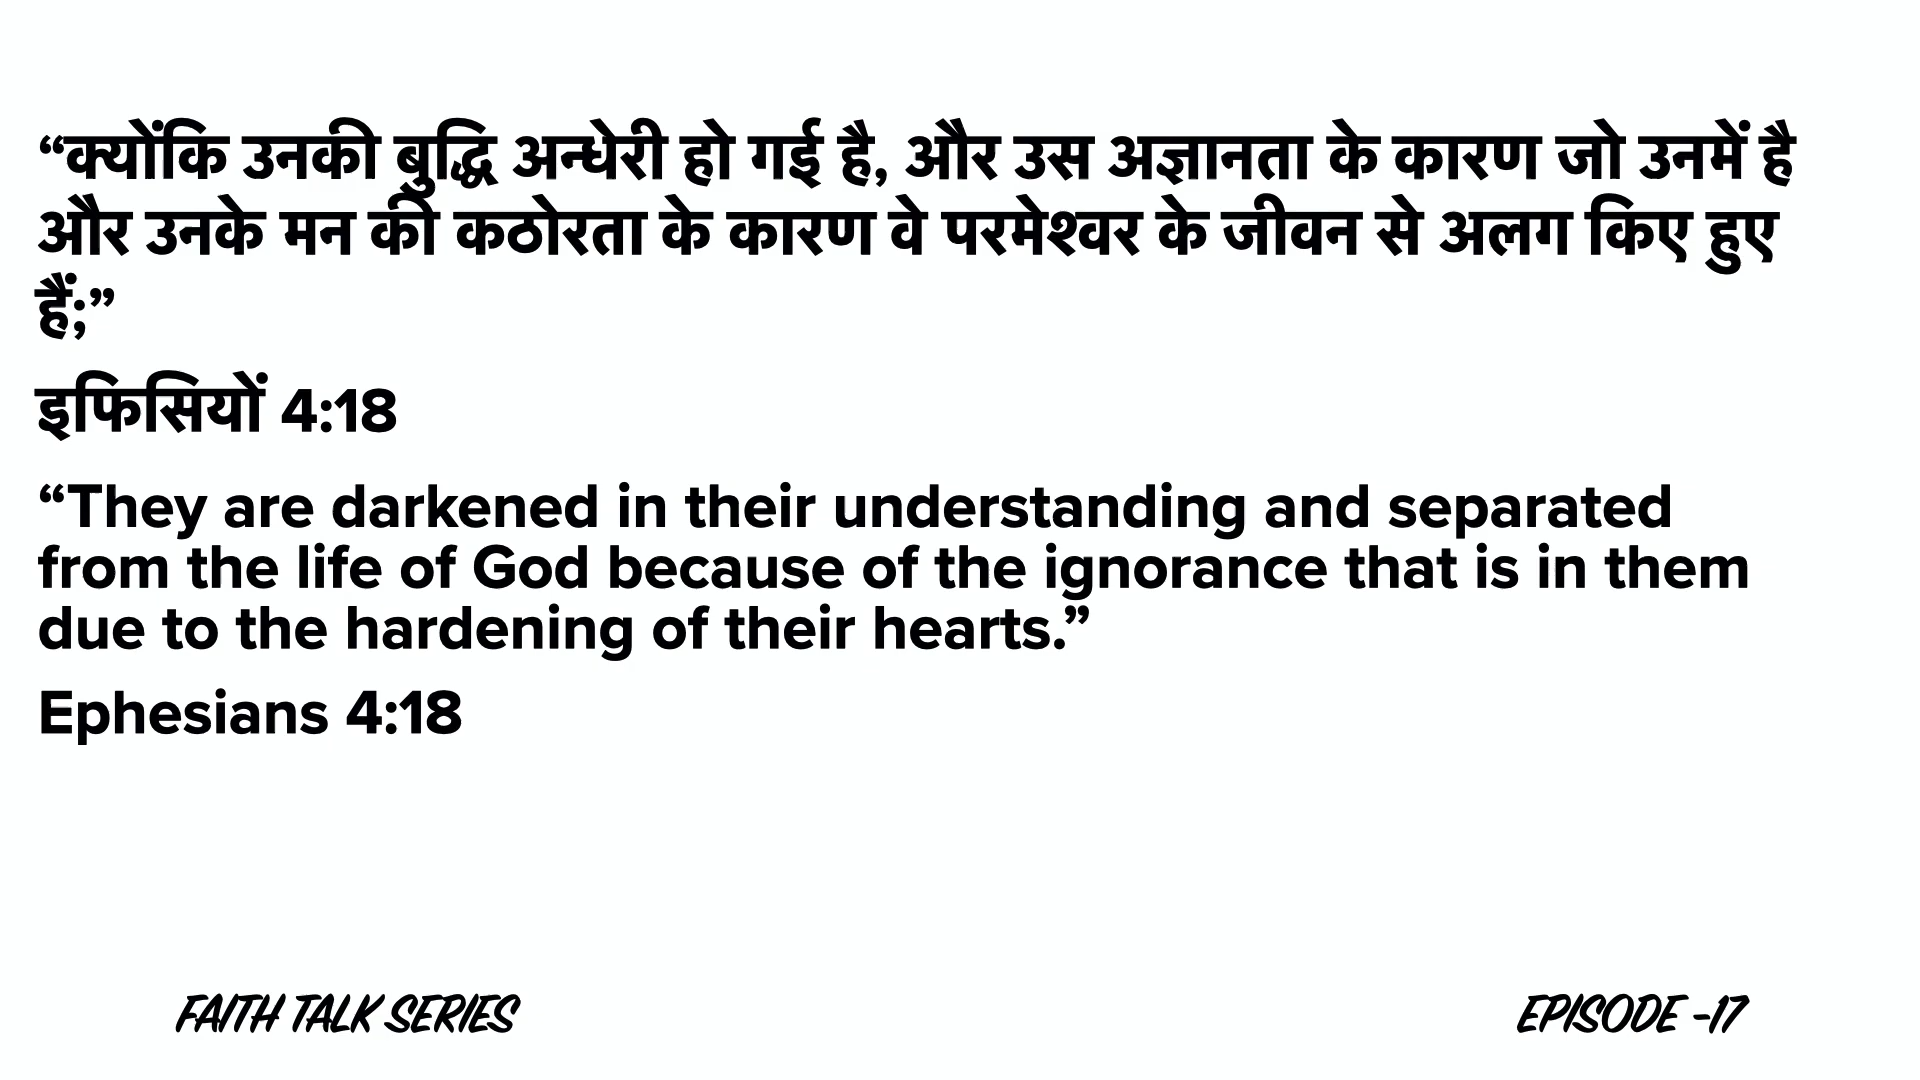 “क्योंकि उनकी बुद्धि अन्धेरी हो गई है, और उस अज्ञानता के कारण जो उनमें है
और उनके मन की कठोरता के कारण वे परमेश्वर के जीवन से अलग किए हुए
हैं;”
इफिसियों 4:18
“They are darkened in their understanding and separated
from the life of God because of the ignorance that is in them
due to the hardening of their hearts.”
Ephesians 4:18
FAITH TALK SERIES
EPISODE -17